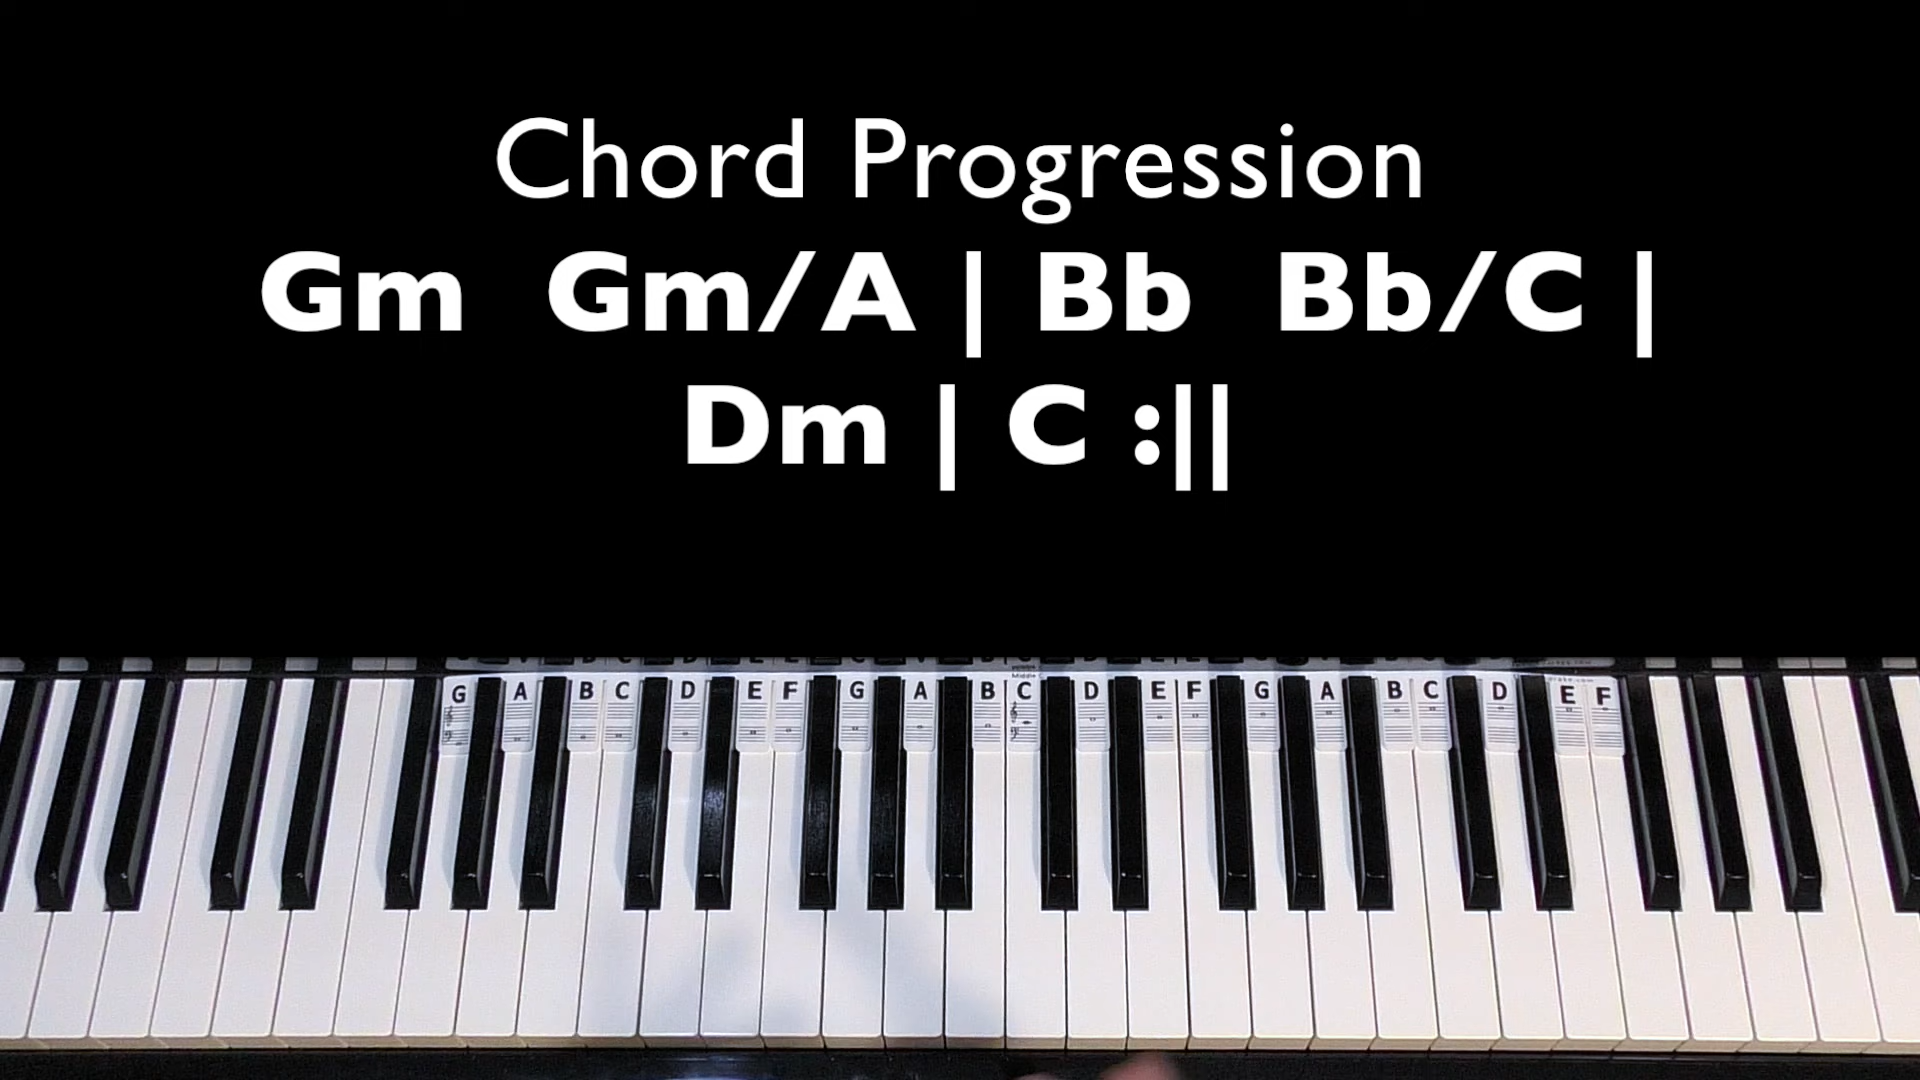 Chord Progression
Gm Gm/A | Bb Bb/C |
Dm | C :||
G A B C D E F G A B C D E F G A B C D E F